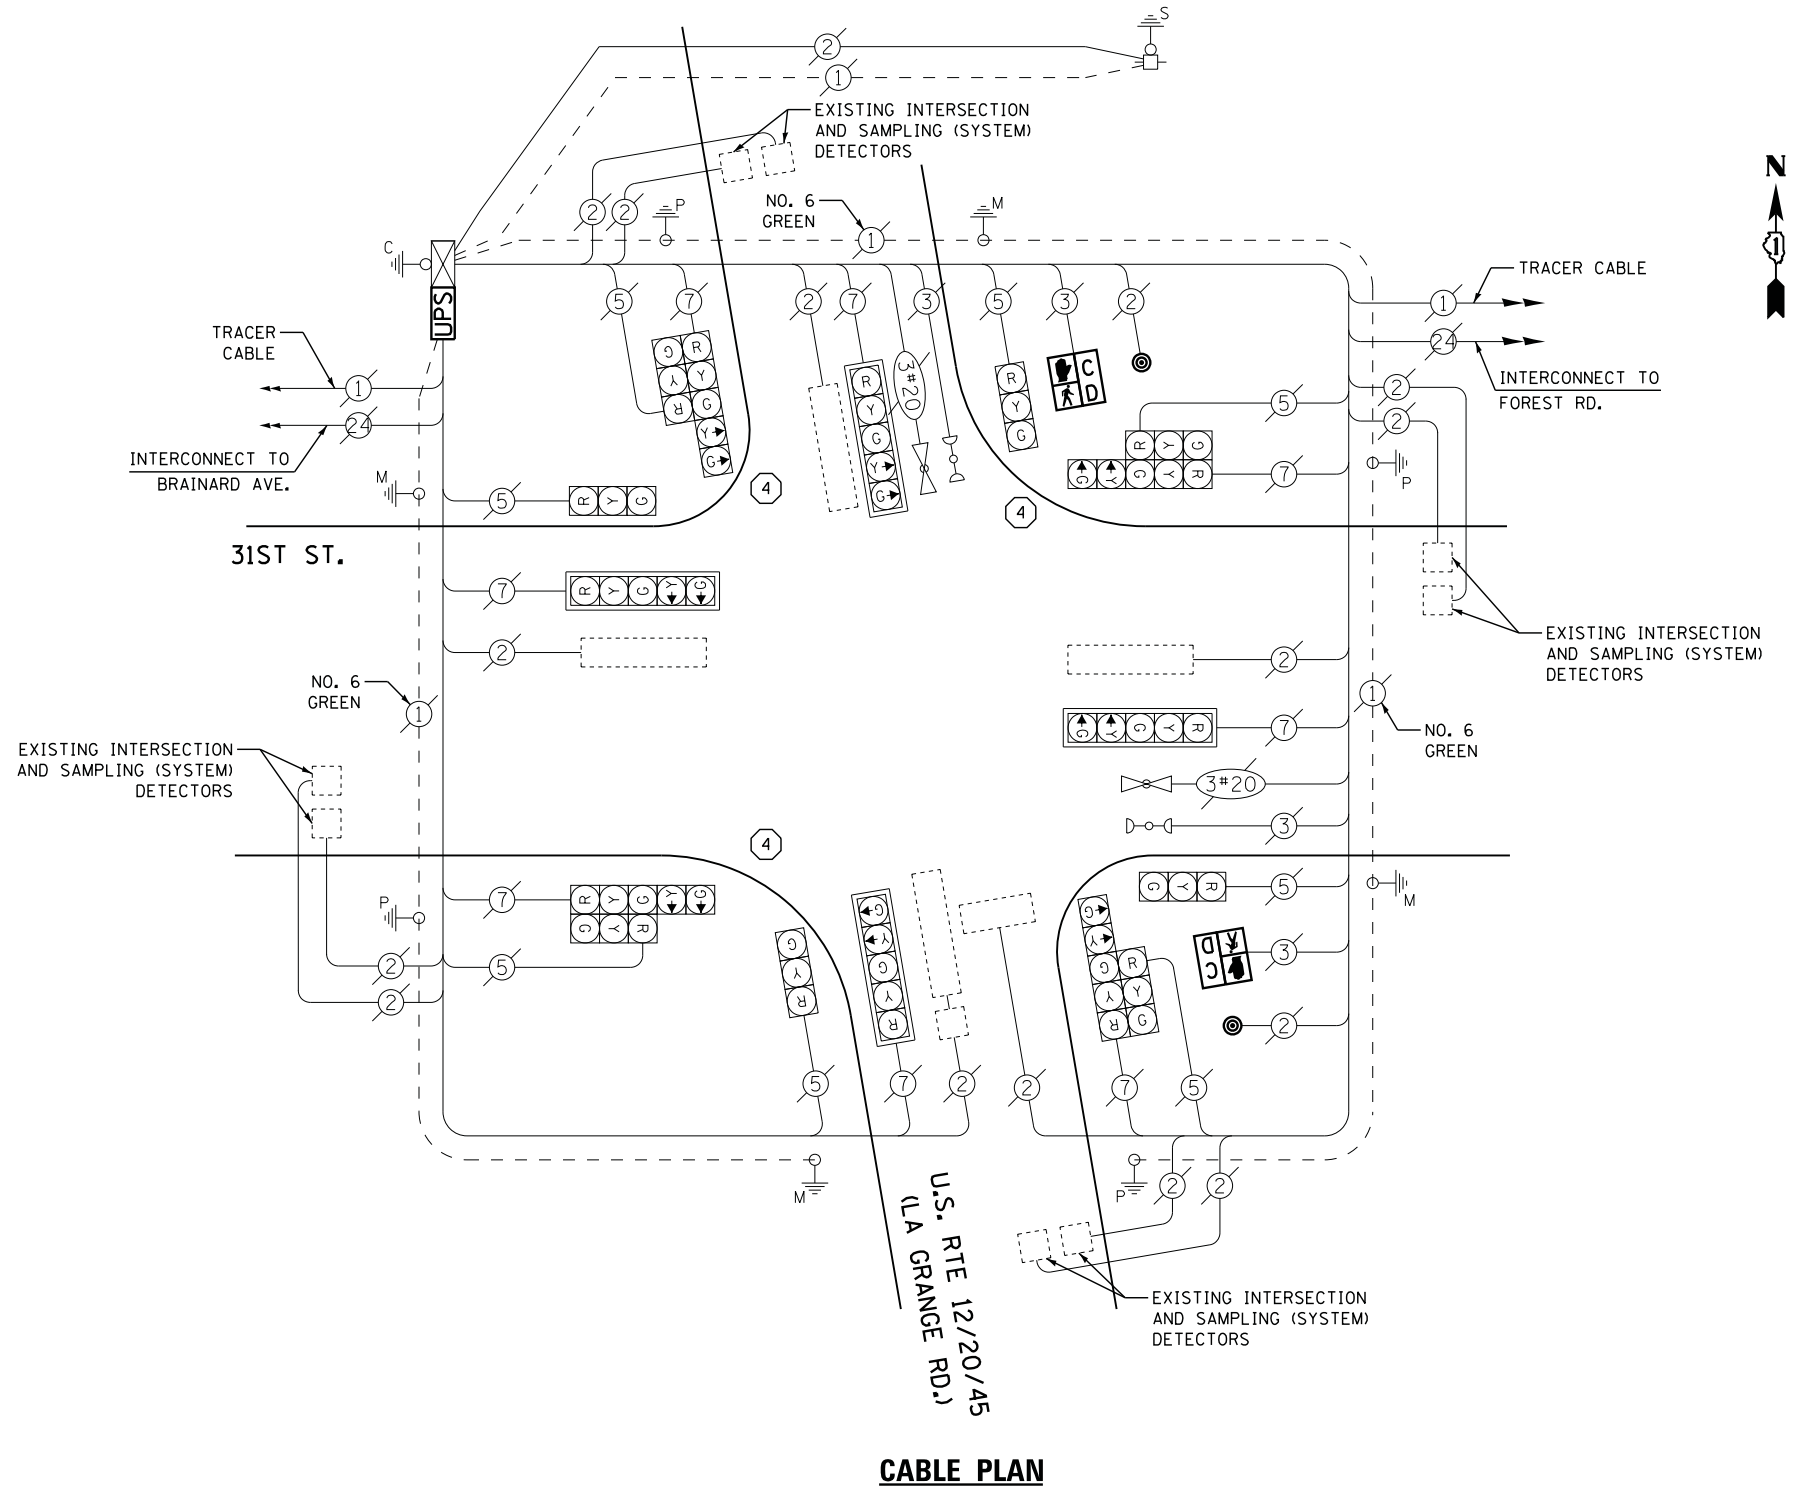 S
2
1
EXISTING INTERSECTION
AND SAMPLING (SYSTEM)
DETECTORS
N
1
NO. 6
GREEN
2
2
P
M
1
C
UPS
TRACER CABLE
1
24
INTERCONNECT TO
FOREST RD.
5
7
2
7
3
5
3
2
TRACER
CABLE
1
24
INTERCONNECT TO
BRAINARD AVE.
G R
Y Y
R G
Y
G
R
Y
G
Y
G
3#20
R
Y
G
C
D
2
2
5
R Y G
G Y G Y R
7
P
M
5
R Y G
4
4
31ST ST.
7
R Y G Y G
2
2
EXISTING INTERSECTION
AND SAMPLING (SYSTEM)
DETECTORS
NO. 6
GREEN
1
1
NO. 6
GREEN
G Y G Y R
7
3#20
3
EXISTING INTERSECTION
AND SAMPLING (SYSTEM)
DETECTORS
4
7
R Y G Y G
G Y R
5
P
2
2
G Y R
5
M
C
D
3
2
G
Y
R
G
Y
G
Y
R
G
Y
G R
Y Y
R G
5
7
2
2
7
5
M
P
2
2
U.S. RTE 12/20/45
(LA GRANGE RD.)
EXISTING INTERSECTION
AND SAMPLING (SYSTEM)
DETECTORS
CABLE PLAN